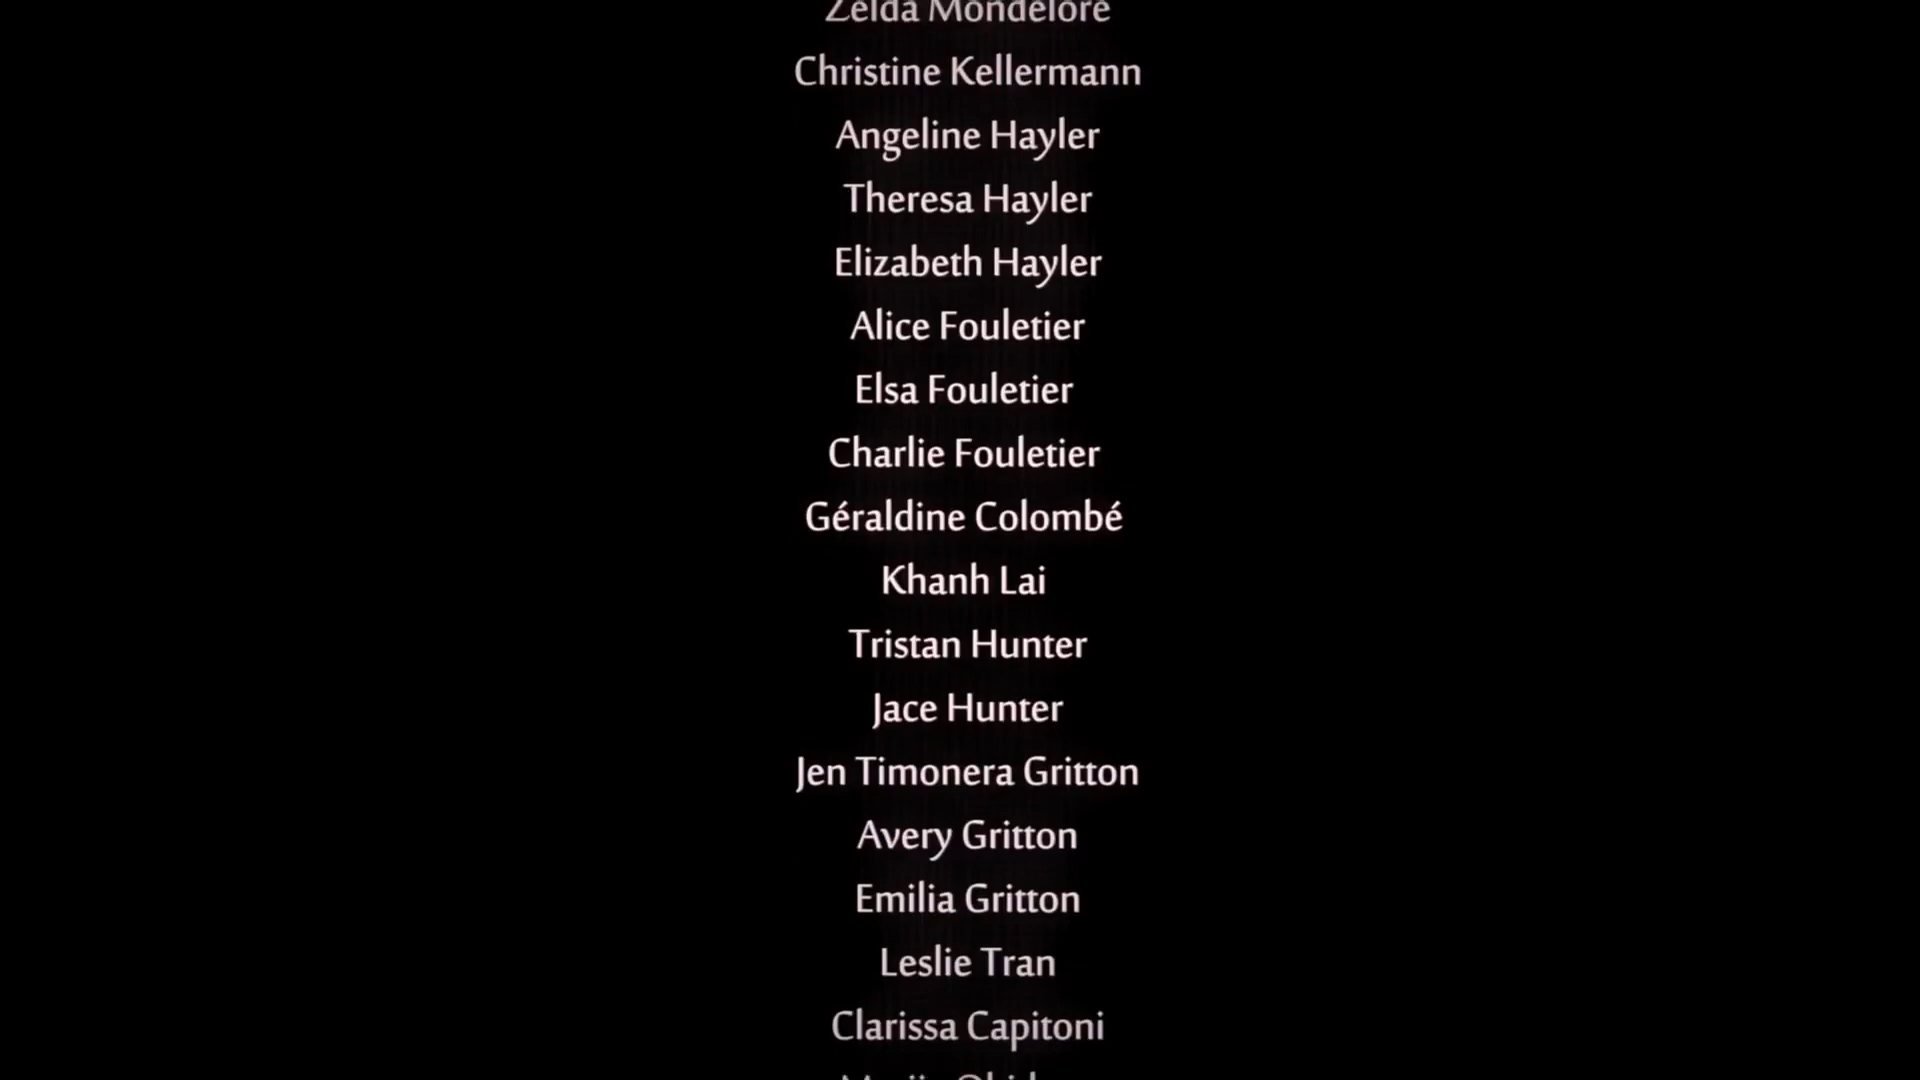 Zelda Mondelore
Christine Kellermann
Angeline Hayler
Theresa Hayler
Elizabeth Hayler
Alice Fouletier
Elsa Fouletier
Charlie Fouletier
Géraldine Colombé
Khanh Lai
Tristan Hunter
Jace Hunter
Jen Timonera Gritton
Avery Gritton
Emilia Gritton
Leslie Tran
Clarissa Capitoni